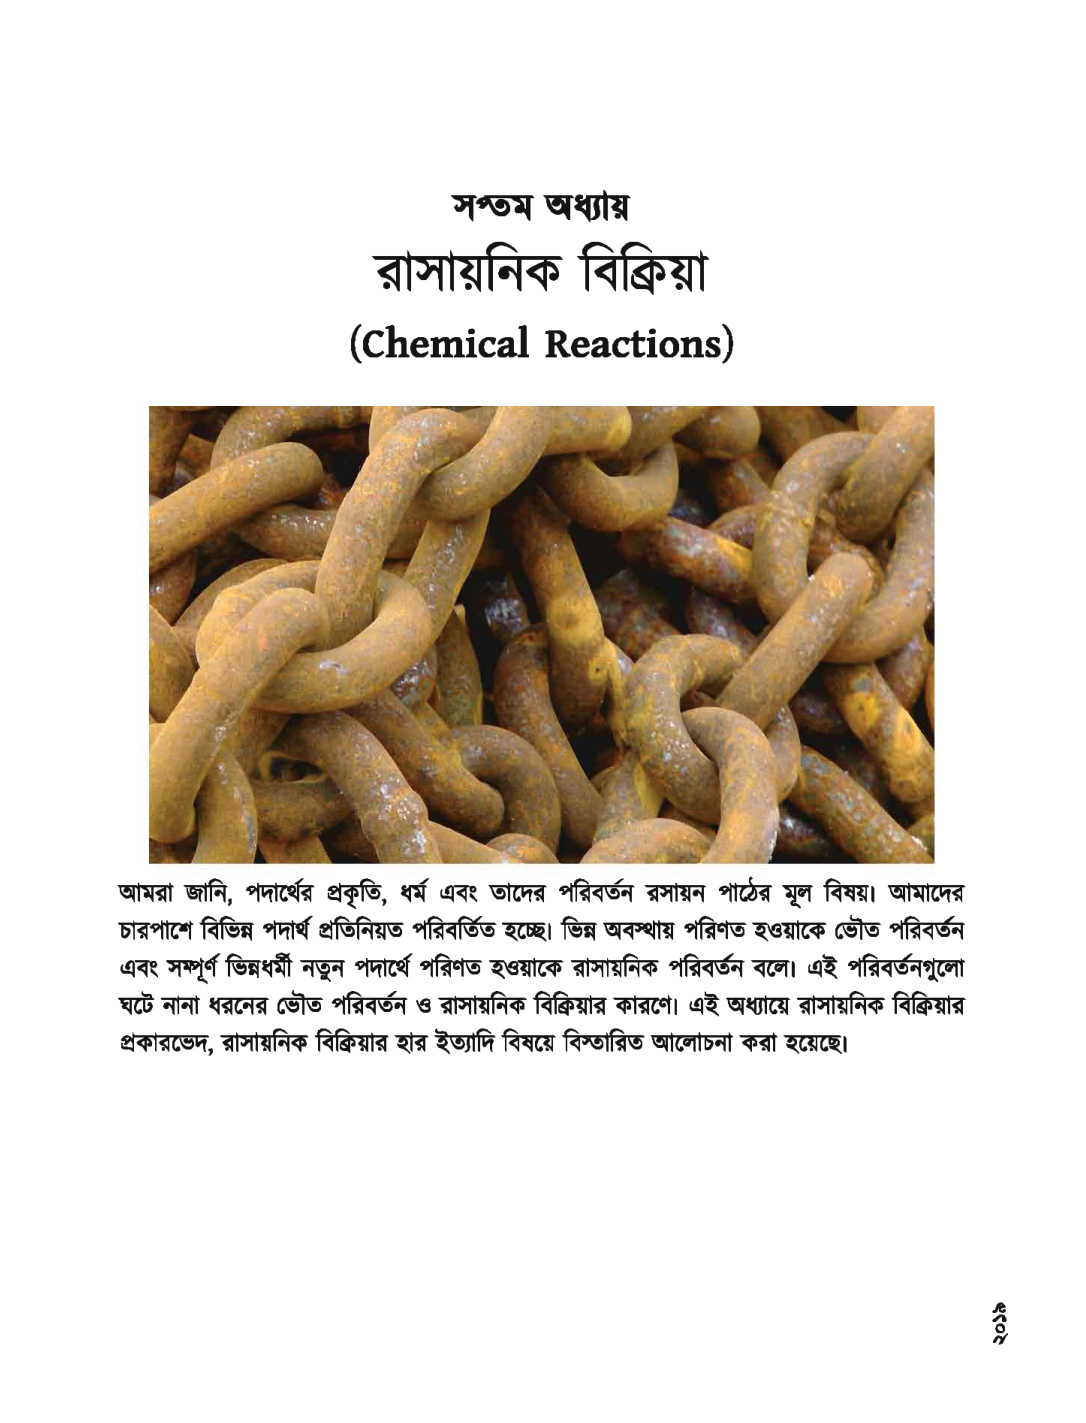 সপ্তম অধ্যায়
রাসায়নিক বিক্রিয়া
(Chemical Reactions)
আমরা জানি, পদার্থের প্রকৃতি, ধর্ম এবং তাদের পরিবর্তন রসায়ন পাঠের মূল বিষয়। আমাদের
চারপাশে বিভিন্ন পদার্থ প্রতিনিয়ত পরিবর্তিত হচ্ছে। ভিন্ন অবস্থায় পরিণত হওয়াকে ভৌত পরিবর্তন
এবং সম্পূর্ণ ভিন্নধর্মী নতুন পদার্থে পরিণত হওয়াকে রাসায়নিক পরিবর্তন বলে। এই পরিবর্তনগুলো
ঘটে নানা ধরনের ভৌত পরিবর্তন ও রাসায়নিক বিক্রিয়ার কারণে। এই অধ্যায়ে রাসায়নিক বিক্রিয়ার
প্রকারভেদ, রাসায়নিক বিক্রিয়ার হার ইত্যাদি বিষয়ে বিস্তারিত আলোচনা করা হয়েছে।
২০১৯